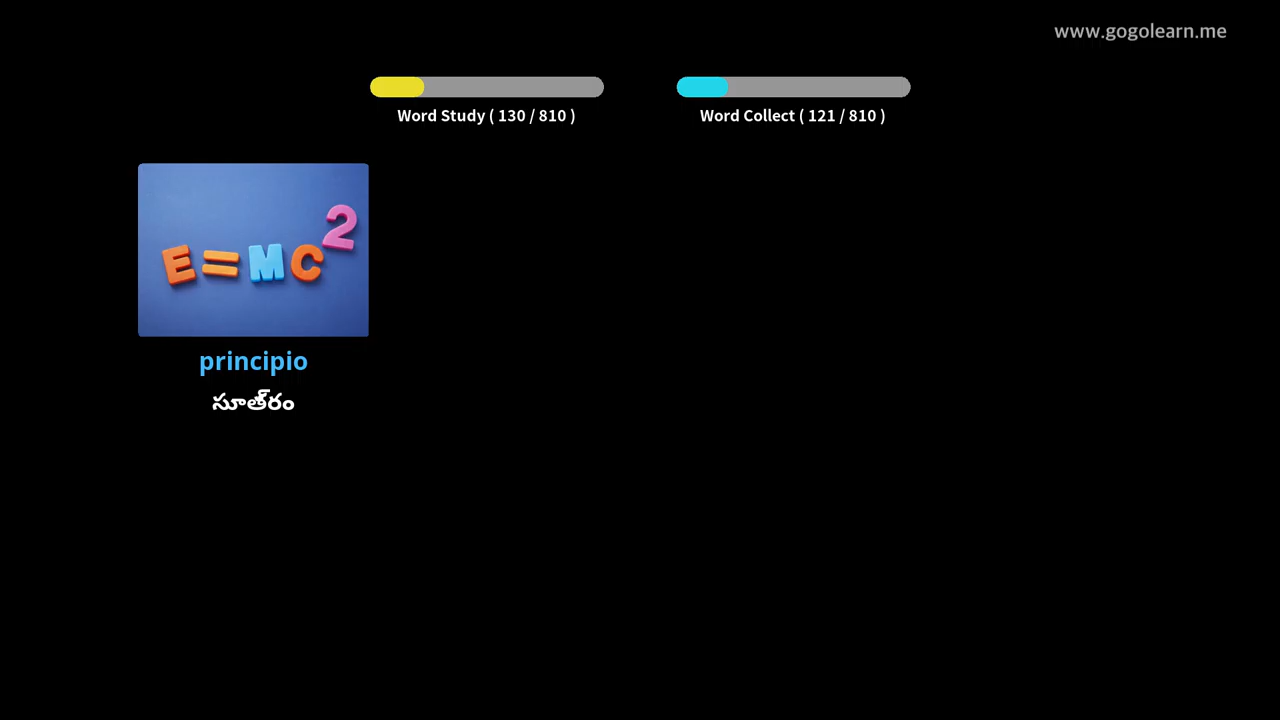 www.gogolearn.me
Word Study ( 130 / 810 )
Word Collect ( 121 / 810 )
E=MC2
principio
సూత్రం